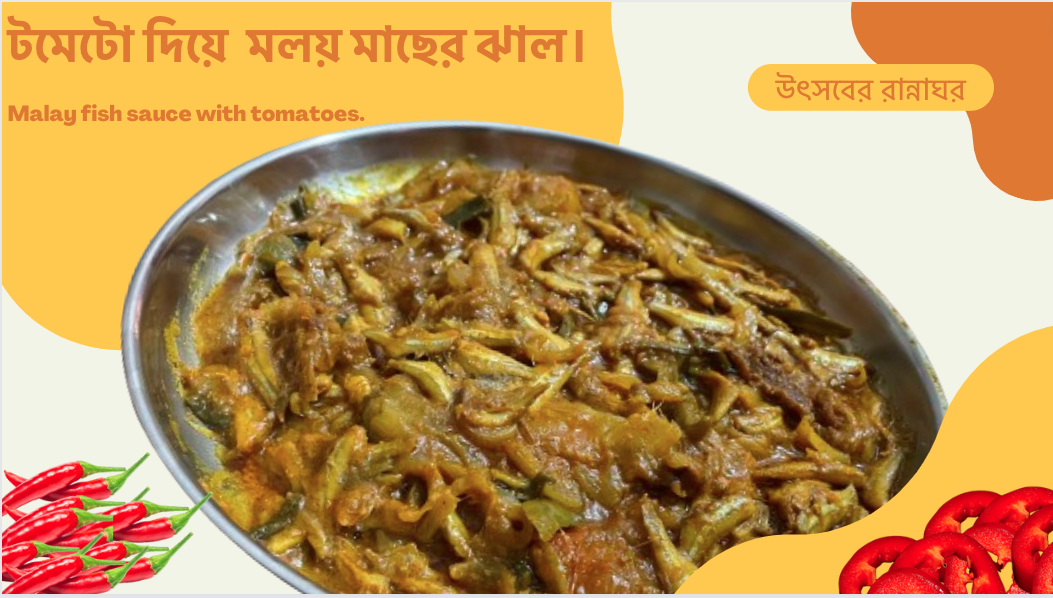 টমেটো দিয়ে মলয় মাছের ঝাল।
উৎসবের রান্নাঘর
Malay fish sauce with tomatoes.